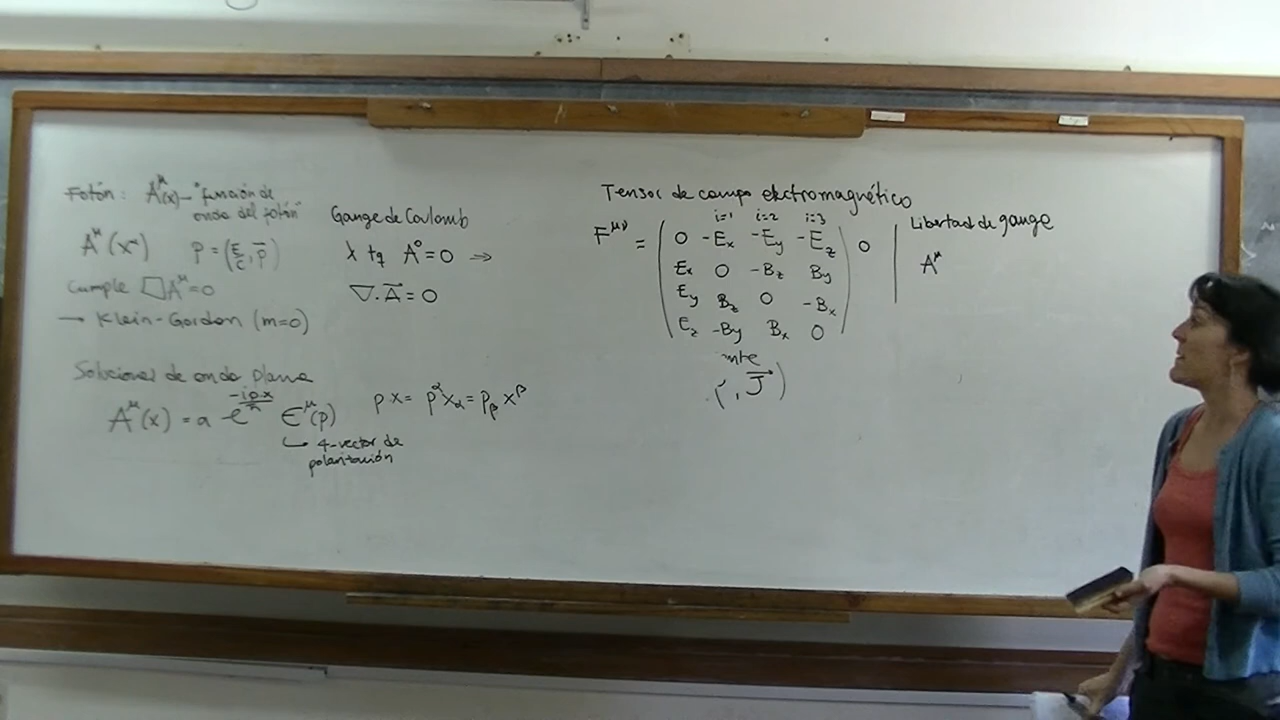 Fotón: A^μ(x) - "función de
onda del fotón"
A^μ(x^α) p = (E/c, p⃗)
Cumple □A^μ = 0
→ Klein-Gordon (m=0)
Soluciones de onda plana
A^μ(x) = a e^{-ipx/ħ} ε^μ(p)
↳ 4-vector de
polarización
Gauge de Coulomb
λ tq A⁰ = 0 ⇒
∇·A⃗ = 0
p x = p^α x_α = p_β x^β
Tensor de campo electromagnético
i=1 i=2 i=3
F^{μν} = ( 0 -Ex -Ey -Ez ) 0
Ex 0 -Bz By
Ey Bz 0 -Bx
Ez -By Bx 0
nte
( , J⃗)
Libertad de gauge
A^μ